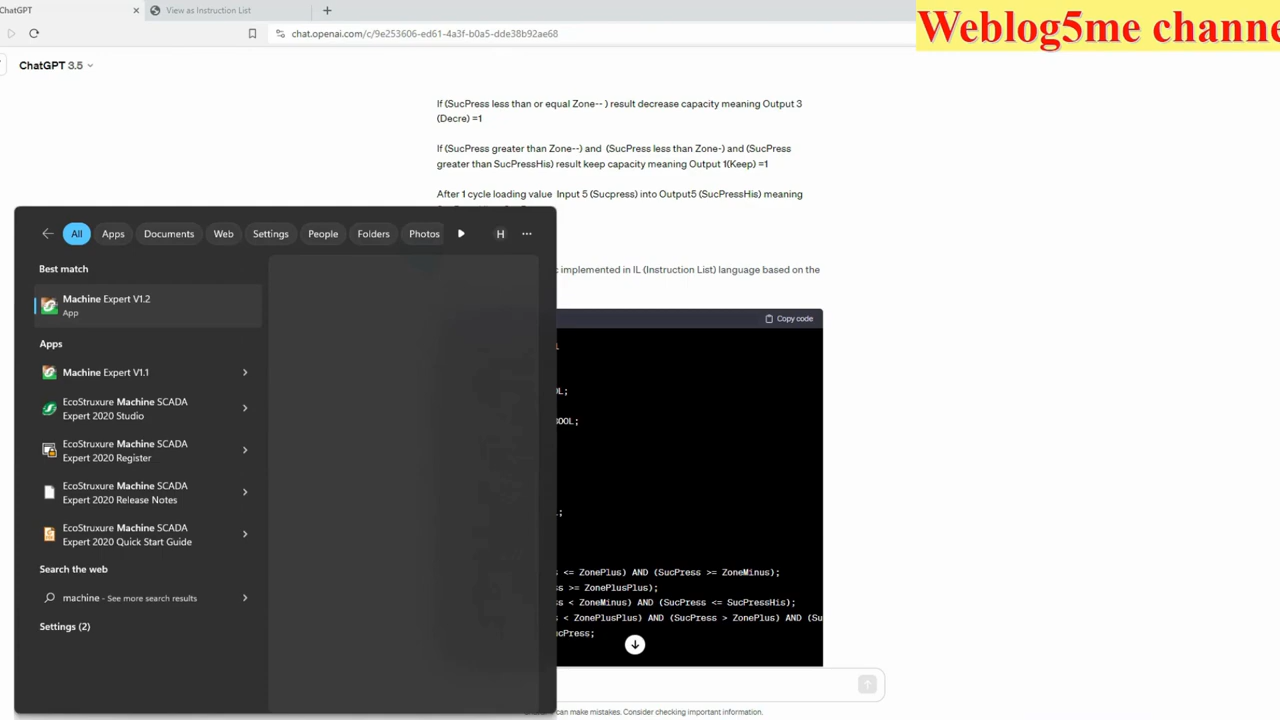 ChatGPT
View as Instruction List
Weblog5me channe
chat.openai.com/c/9e253606-ed61-4a3f-b0a5-dde38b92ae68
ChatGPT 3.5
If (SucPress less than or equal Zone-- ) result decrease capacity meaning Output 3
(Decre) =1
If (SucPress greater than Zone--) and (SucPress less than Zone-) and (SucPress
greater than SucPressHis) result keep capacity meaning Output 1(Keep) =1
After 1 cycle loading value Input 5 (Sucpress) into Output5 (SucPressHis) meaning
implemented in IL (Instruction List) language based on the
Copy code
OL;
BOOL;
<= ZonePlus) AND (SucPress >= ZoneMinus);
>= ZonePlusPlus);
< ZoneMinus) AND (SucPress <= SucPressHis);
< ZonePlusPlus) AND (SucPress > ZonePlus) AND (Su
cPress;
can make mistakes. Consider checking important information.
All
Apps
Documents
Web
Settings
People
Folders
Photos
H
Best match
Machine Expert V1.2
App
Apps
Machine Expert V1.1
EcoStruxure Machine SCADA
Expert 2020 Studio
EcoStruxure Machine SCADA
Expert 2020 Register
EcoStruxure Machine SCADA
Expert 2020 Release Notes
EcoStruxure Machine SCADA
Expert 2020 Quick Start Guide
Search the web
machine - See more search results
Settings (2)